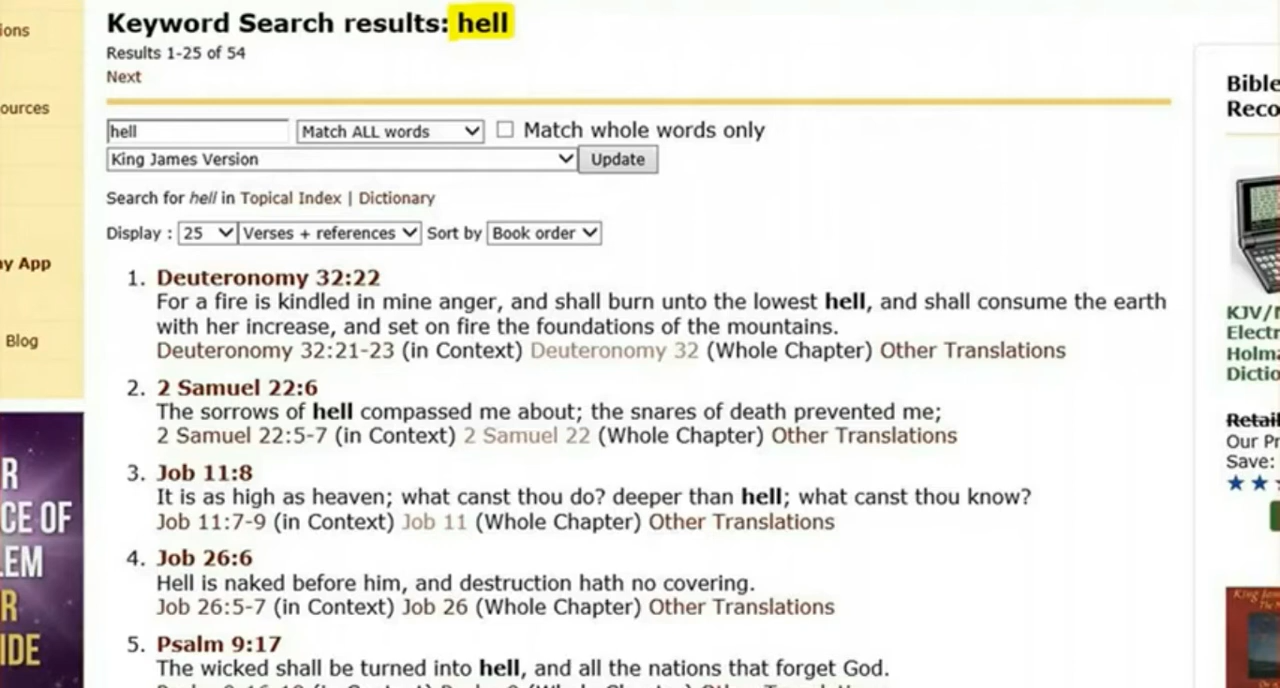 ions
ources
ay App
Blog
R
CE OF
LEM
R
IDE
Keyword Search results: hell
Results 1-25 of 54
Next
hell Match ALL words Match whole words only
King James Version Update
Search for hell in Topical Index | Dictionary
Display : 25 Verses + references Sort by Book order
1. Deuteronomy 32:22
For a fire is kindled in mine anger, and shall burn unto the lowest hell, and shall consume the earth
with her increase, and set on fire the foundations of the mountains.
Deuteronomy 32:21-23 (in Context) Deuteronomy 32 (Whole Chapter) Other Translations
2. 2 Samuel 22:6
The sorrows of hell compassed me about; the snares of death prevented me;
2 Samuel 22:5-7 (in Context) 2 Samuel 22 (Whole Chapter) Other Translations
3. Job 11:8
It is as high as heaven; what canst thou do? deeper than hell; what canst thou know?
Job 11:7-9 (in Context) Job 11 (Whole Chapter) Other Translations
4. Job 26:6
Hell is naked before him, and destruction hath no covering.
Job 26:5-7 (in Context) Job 26 (Whole Chapter) Other Translations
5. Psalm 9:17
The wicked shall be turned into hell, and all the nations that forget God.
Bible
Reco
KJV/
Electr
Holma
Dictio
Retail
Our Pr
Save: